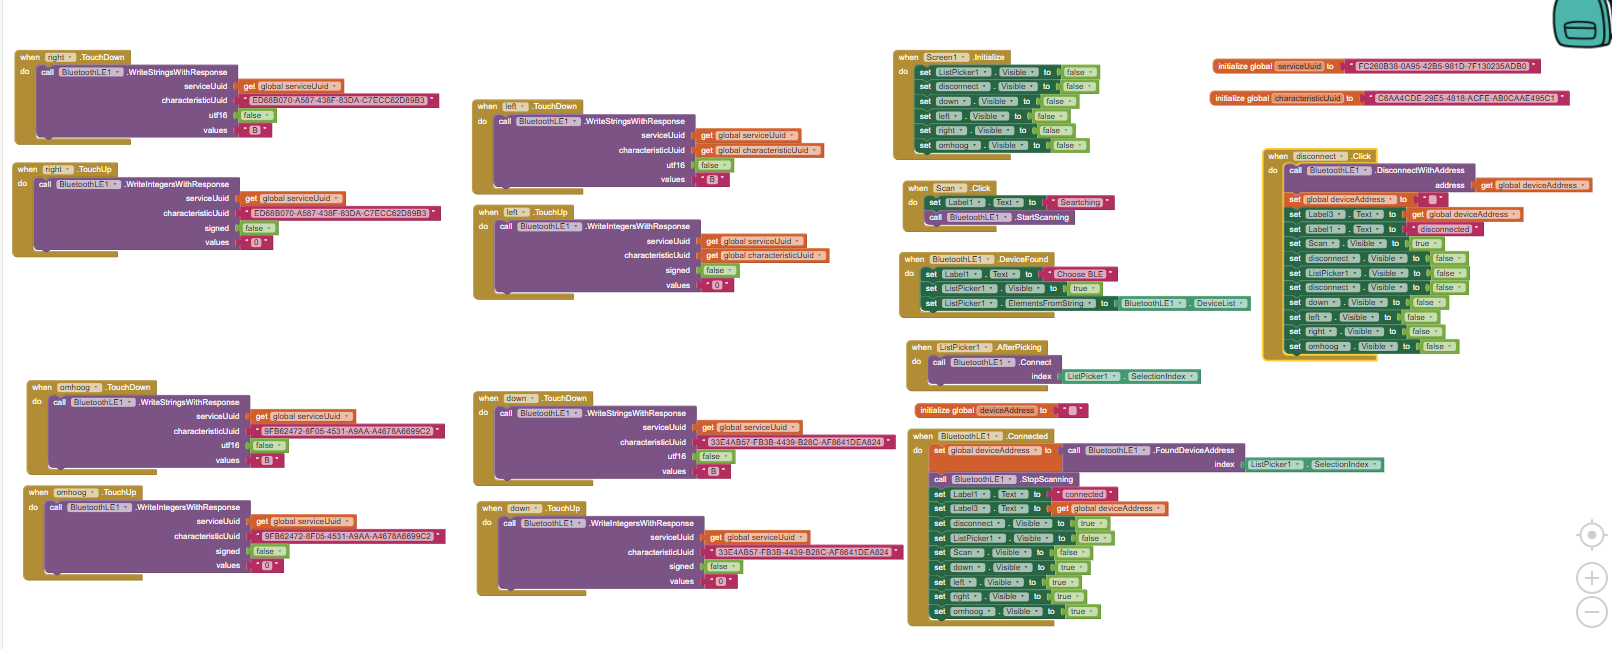 when right .TouchDown
do call BluetoothLE1 .WriteStringsWithResponse
serviceUuid get global serviceUuid
characteristicUuid " ED68B070-A587-438F-83DA-C7ECC62D89B3 "
utf16 false
values " B "
when right .TouchUp
do call BluetoothLE1 .WriteIntegersWithResponse
serviceUuid get global serviceUuid
characteristicUuid " ED68B070-A587-438F-83DA-C7ECC62D89B3 "
signed false
values " 0 "
when omhoog .TouchDown
do call BluetoothLE1 .WriteStringsWithResponse
serviceUuid get global serviceUuid
characteristicUuid " 9FB62472-8F05-4531-A9AA-A4678A6699C2 "
utf16 false
values " B "
when omhoog .TouchUp
do call BluetoothLE1 .WriteIntegersWithResponse
serviceUuid get global serviceUuid
characteristicUuid " 9FB62472-8F05-4531-A9AA-A4678A6699C2 "
signed false
values " 0 "
when left .TouchDown
do call BluetoothLE1 .WriteStringsWithResponse
serviceUuid get global serviceUuid
characteristicUuid get global characteristicUuid
utf16 false
values " B "
when left .TouchUp
do call BluetoothLE1 .WriteIntegersWithResponse
serviceUuid get global serviceUuid
characteristicUuid get global characteristicUuid
signed false
values " 0 "
when down .TouchDown
do call BluetoothLE1 .WriteStringsWithResponse
serviceUuid get global serviceUuid
characteristicUuid " 33E4AB57-FB3B-4439-B28C-AF8641DEA824 "
utf16 false
values " B "
when down .TouchUp
do call BluetoothLE1 .WriteIntegersWithResponse
serviceUuid get global serviceUuid
characteristicUuid " 33E4AB57-FB3B-4439-B28C-AF8641DEA824 "
signed false
values " 0 "
when Screen1 .Initialize
do set ListPicker1 . Visible to false
set disconnect . Visible to false
set down . Visible to false
set left . Visible to false
set right . Visible to false
set omhoog . Visible to false
when Scan .Click
do set Label1 . Text to " Seartching "
call BluetoothLE1 .StartScanning
when BluetoothLE1 .DeviceFound
do set Label1 . Text to " Choose BLE "
set ListPicker1 . Visible to true
set ListPicker1 . ElementsFromString to BluetoothLE1 . DeviceList
when ListPicker1 .AfterPicking
do call BluetoothLE1 .Connect
index ListPicker1 . SelectionIndex
initialize global deviceAddress to " "
when BluetoothLE1 .Connected
do set global deviceAddress to call BluetoothLE1 .FoundDeviceAddress
index ListPicker1 . SelectionIndex
call BluetoothLE1 .StopScanning
set Label1 . Text to " connected "
set Label3 . Text to get global deviceAddress
set disconnect . Visible to true
set ListPicker1 . Visible to false
set Scan . Visible to false
set down . Visible to true
set left . Visible to true
set right . Visible to true
set omhoog . Visible to true
initialize global serviceUuid to " FC260B38-0A95-42B5-981D-7F130235ADB0 "
initialize global characteristicUuid to " C6AA4CDE-29E5-4818-ACFE-AB0CAAE495C1 "
when disconnect .Click
do call BluetoothLE1 .DisconnectWithAddress
address get global deviceAddress
set global deviceAddress to " "
set Label3 . Text to get global deviceAddress
set Label1 . Text to " disconnected "
set Scan . Visible to true
set disconnect . Visible to false
set ListPicker1 . Visible to false
set disconnect . Visible to false
set down . Visible to false
set left . Visible to false
set right . Visible to false
set omhoog . Visible to false